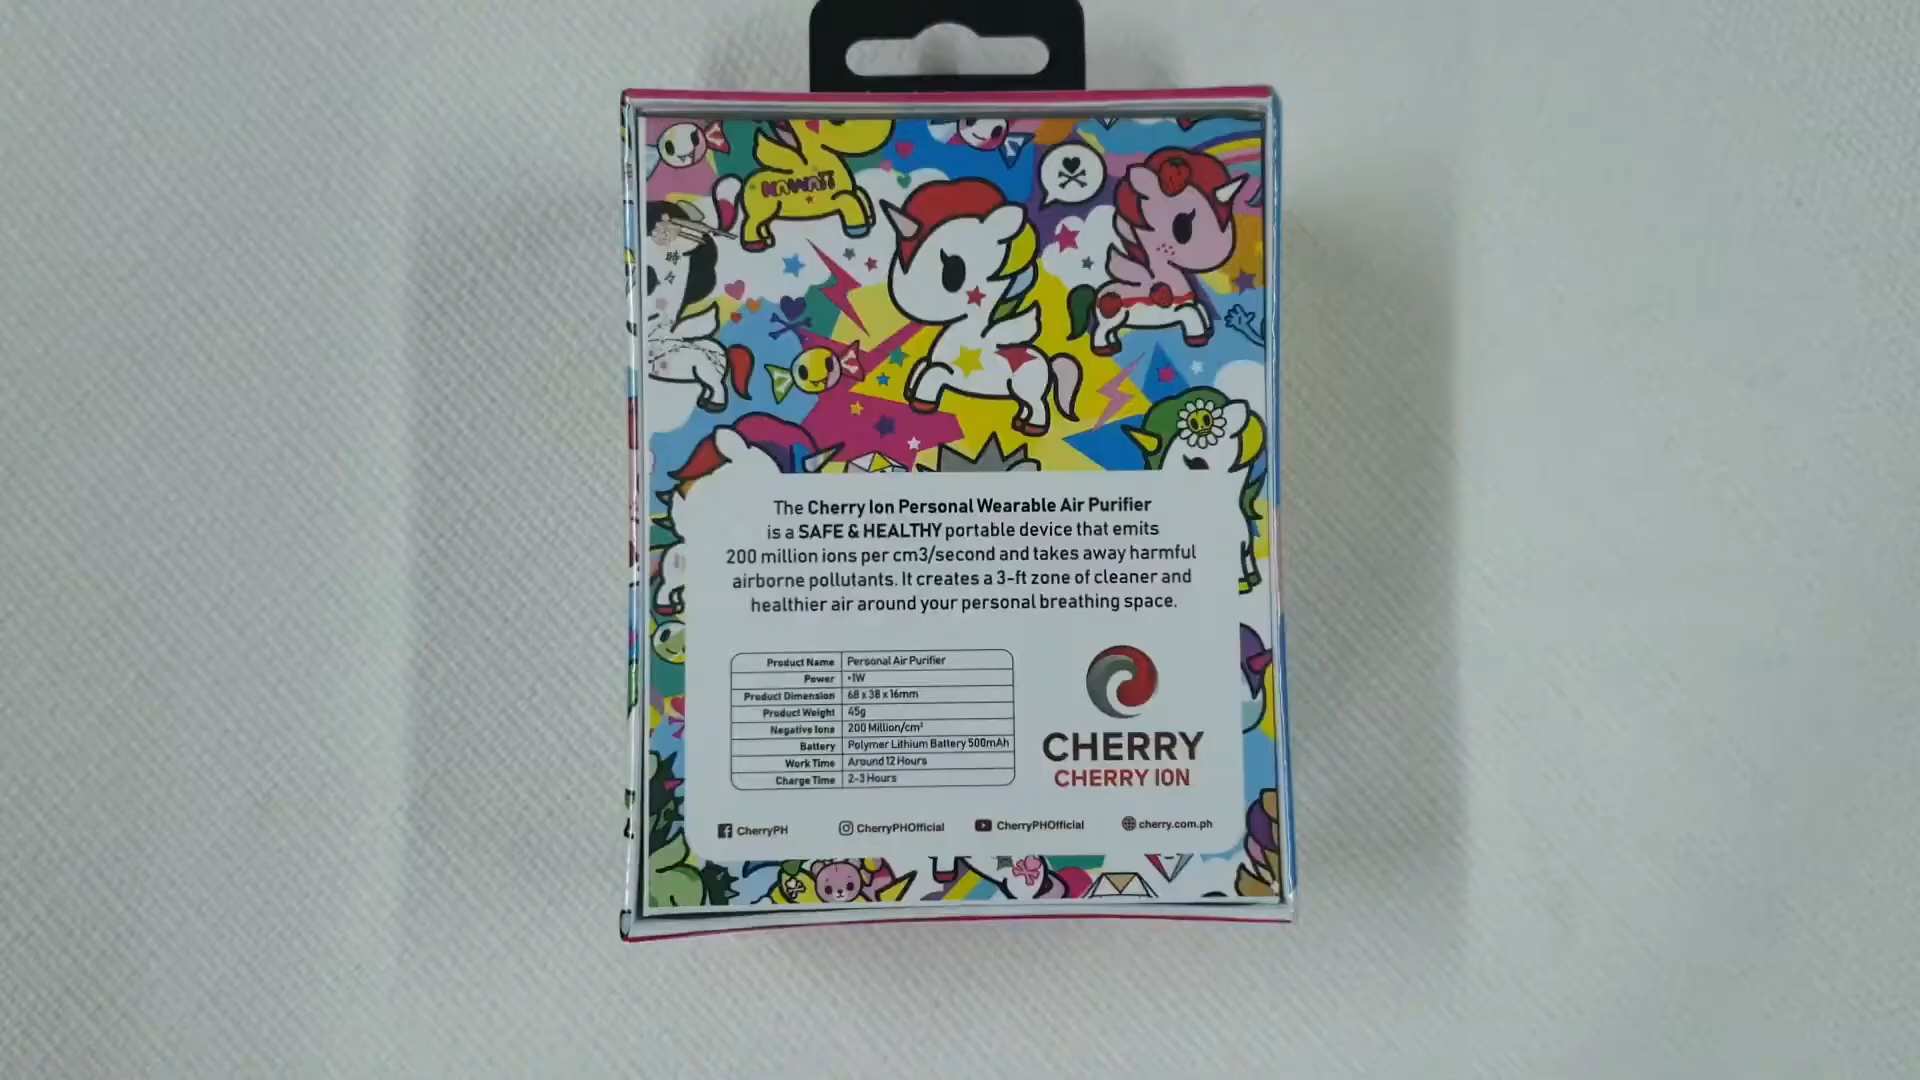 KAWAII
The Cherry Ion Personal Wearable Air Purifier
is a SAFE & HEALTHY portable device that emits
200 million ions per cm3/second and takes away harmful
airborne pollutants. It creates a 3-ft zone of cleaner and
healthier air around your personal breathing space.
Product Name Personal Air Purifier
Power •1W
Product Dimension 68 x 38 x 16mm
Product Weight 45g
Negative Ions 200 Million/cm³
Battery Polymer Lithium Battery 500mAh
Work Time Around 12 Hours
Charge Time 2-3 Hours
CHERRY
CHERRY ION
CherryPH CherryPHOfficial CherryPHOfficial cherry.com.ph